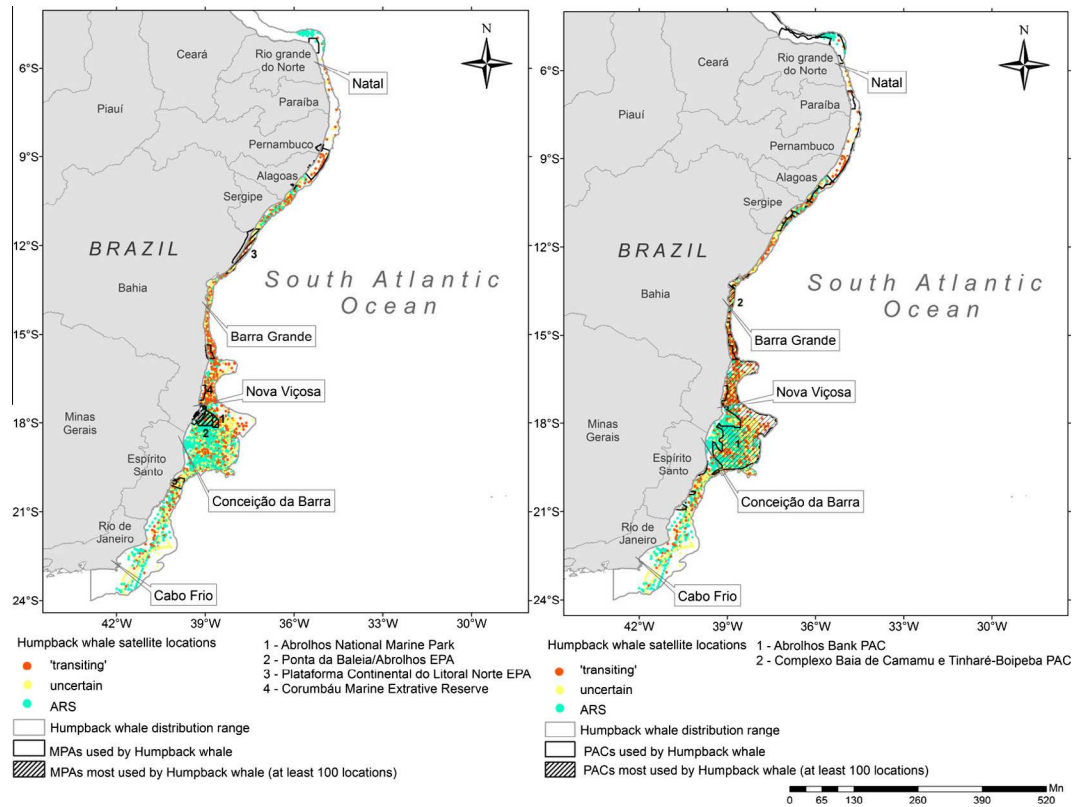 N
Ceará
Rio grande
do Norte
Natal
Paraíba
Piauí
Pernambuco
Alagoas
Sergipe
BRAZIL
3
South Atlantic
Ocean
Bahia
Barra Grande
4
Nova Viçosa
1
2
Minas
Gerais
Espírito
Santo
Conceição da Barra
Rio de
Janeiro
Cabo Frio
6°S
9°S
12°S
15°S
18°S
21°S
24°S
42°W
39°W
36°W
33°W
30°W
Humpback whale satellite locations
'transiting'
uncertain
ARS
Humpback whale distribution range
MPAs used by Humpback whale
MPAs most used by Humpback whale (at least 100 locations)
1 - Abrolhos National Marine Park
2 - Ponta da Baleia/Abrolhos EPA
3 - Plataforma Continental do Litoral Norte EPA
4 - Corumbáu Marine Extrative Reserve
N
Ceará
Rio grande
do Norte
Natal
Paraíba
Piauí
Pernambuco
Alagoas
Sergipe
BRAZIL
South Atlantic
Ocean
Bahia
2
Barra Grande
Nova Viçosa
1
Minas
Gerais
Espírito
Santo
Conceição da Barra
Rio de
Janeiro
Cabo Frio
6°S
9°S
12°S
15°S
18°S
21°S
24°S
42°W
39°W
36°W
33°W
30°W
Humpback whale satellite locations
'transiting'
uncertain
ARS
Humpback whale distribution range
PACs used by Humpback whale
PACs most used by Humpback whale (at least 100 locations)
1 - Abrolhos Bank PAC
2 - Complexo Baia de Camamu e Tinharé-Boipeba PAC
Mn
0 65 130 260 390 520